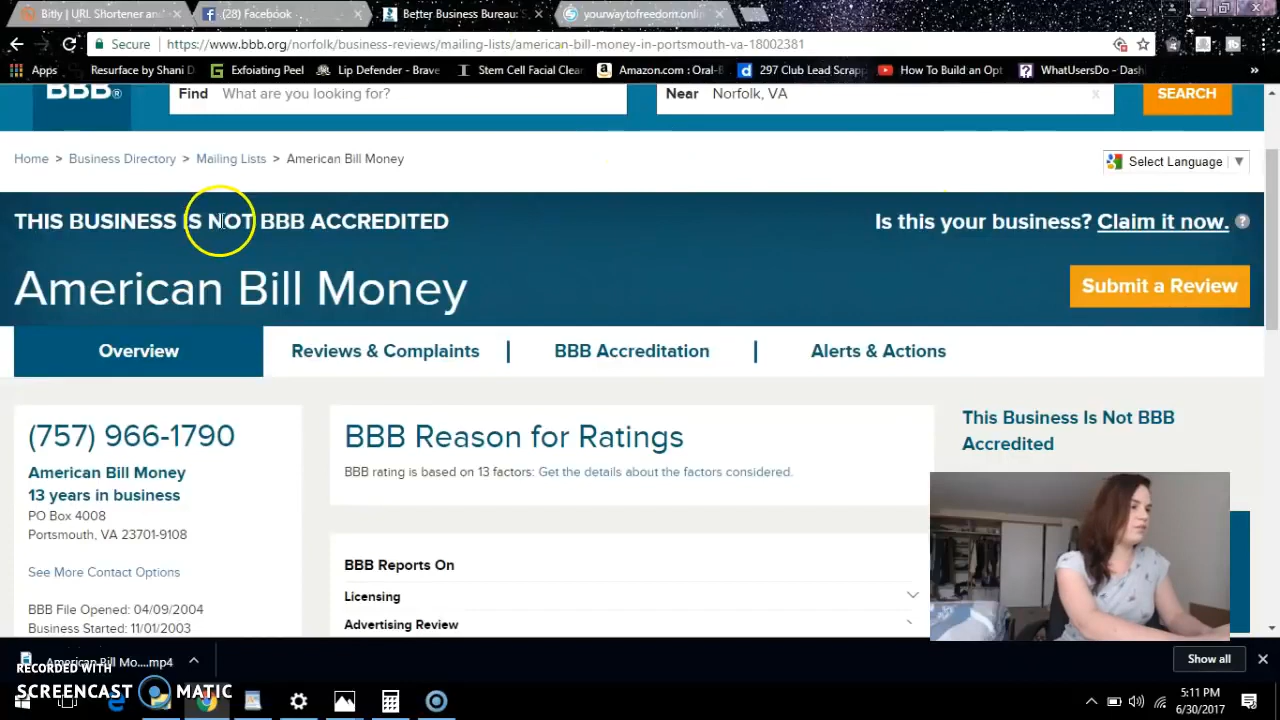 Bitly | URL Shortener and
(28) Facebook
Better Business Bureau: S
yourwaytofreedom.online
Secure
https://www.bbb.org/norfolk/business-reviews/mailing-lists/american-bill-money-in-portsmouth-va-18002381
Apps
Resurface by Shani D
Exfoiating Peel
Lip Defender - Brave
Stem Cell Facial Clea
Amazon.com : Oral-B
297 Club Lead Scrapp
How To Build an Opt
WhatUsersDo - Dash
BBB®
Find What are you looking for?
Near Norfolk, VA x
SEARCH
Home > Business Directory > Mailing Lists > American Bill Money
Select Language ▼
THIS BUSINESS IS NOT BBB ACCREDITED
Is this your business? Claim it now. ?
American Bill Money
Submit a Review
Overview
Reviews & Complaints
BBB Accreditation
Alerts & Actions
(757) 966-1790
American Bill Money
13 years in business
PO Box 4008
Portsmouth, VA 23701-9108
See More Contact Options
BBB File Opened: 04/09/2004
Business Started: 11/01/2003
BBB Reason for Ratings
BBB rating is based on 13 factors: Get the details about the factors considered.
BBB Reports On
Licensing
Advertising Review
This Business Is Not BBB
Accredited
American Bill Mo....mp4
Show all
RECORDED WITH
SCREENCAST MATIC
5:11 PM
6/30/2017